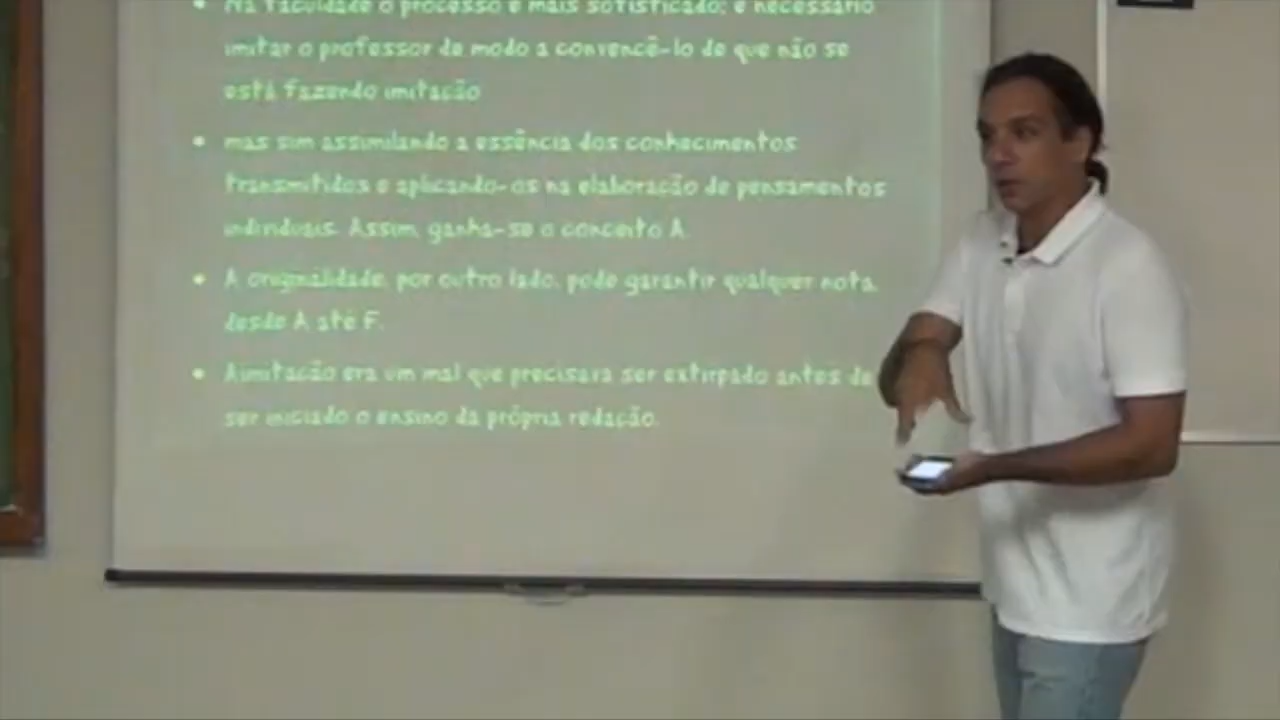 Na faculdade o processo é mais sofisticado; é necessário
imitar o professor de modo a convencê-lo de que não se
está fazendo imitação
mas sim assimilando a essência dos conhecimentos
transmitidos e aplicando-os na elaboração de pensamentos
individuais. Assim, ganha-se o conceito A.
A originalidade, por outro lado, pode garantir qualquer nota,
desde A até F.
A imitação era um mal que precisava ser extirpado antes de
ser iniciado o ensino da própria redação.